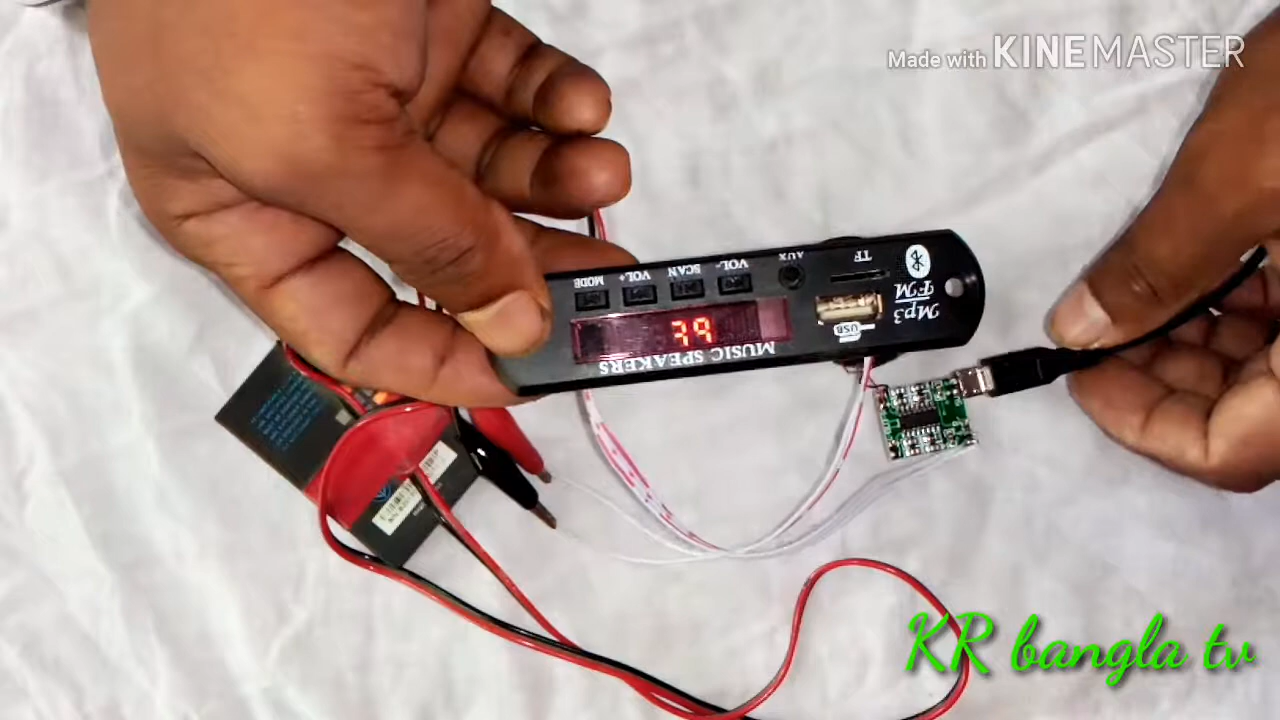 Made with KINEMASTER
MODE VOL+ SCAN VOL- AUX TF
USB
Mp3
FM
MUSIC SPEAKERS
KR bangla tv